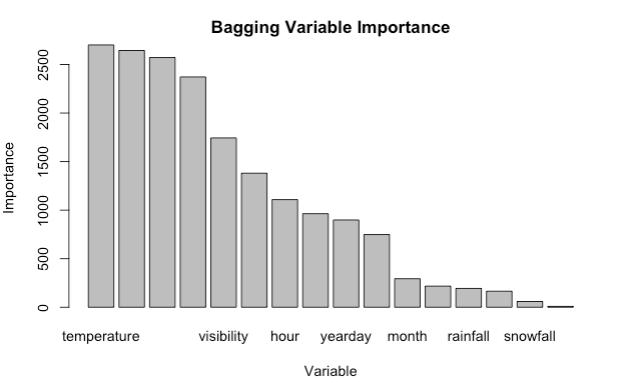 Bagging Variable Importance
Importance
2500
2000
1500
1000
500
0
temperature visibility hour yearday month rainfall snowfall
Variable